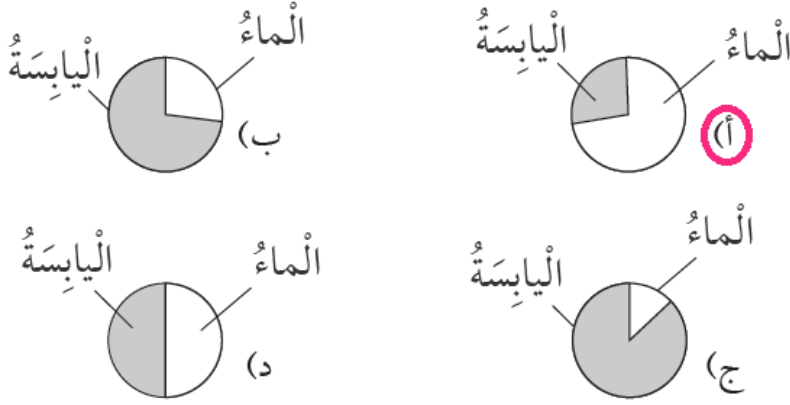 الْماءُ
الْيابِسَةُ
أ)
الْماءُ
الْيابِسَةُ
ب)
الْماءُ
الْيابِسَةُ
ج)
الْماءُ
الْيابِسَةُ
د)